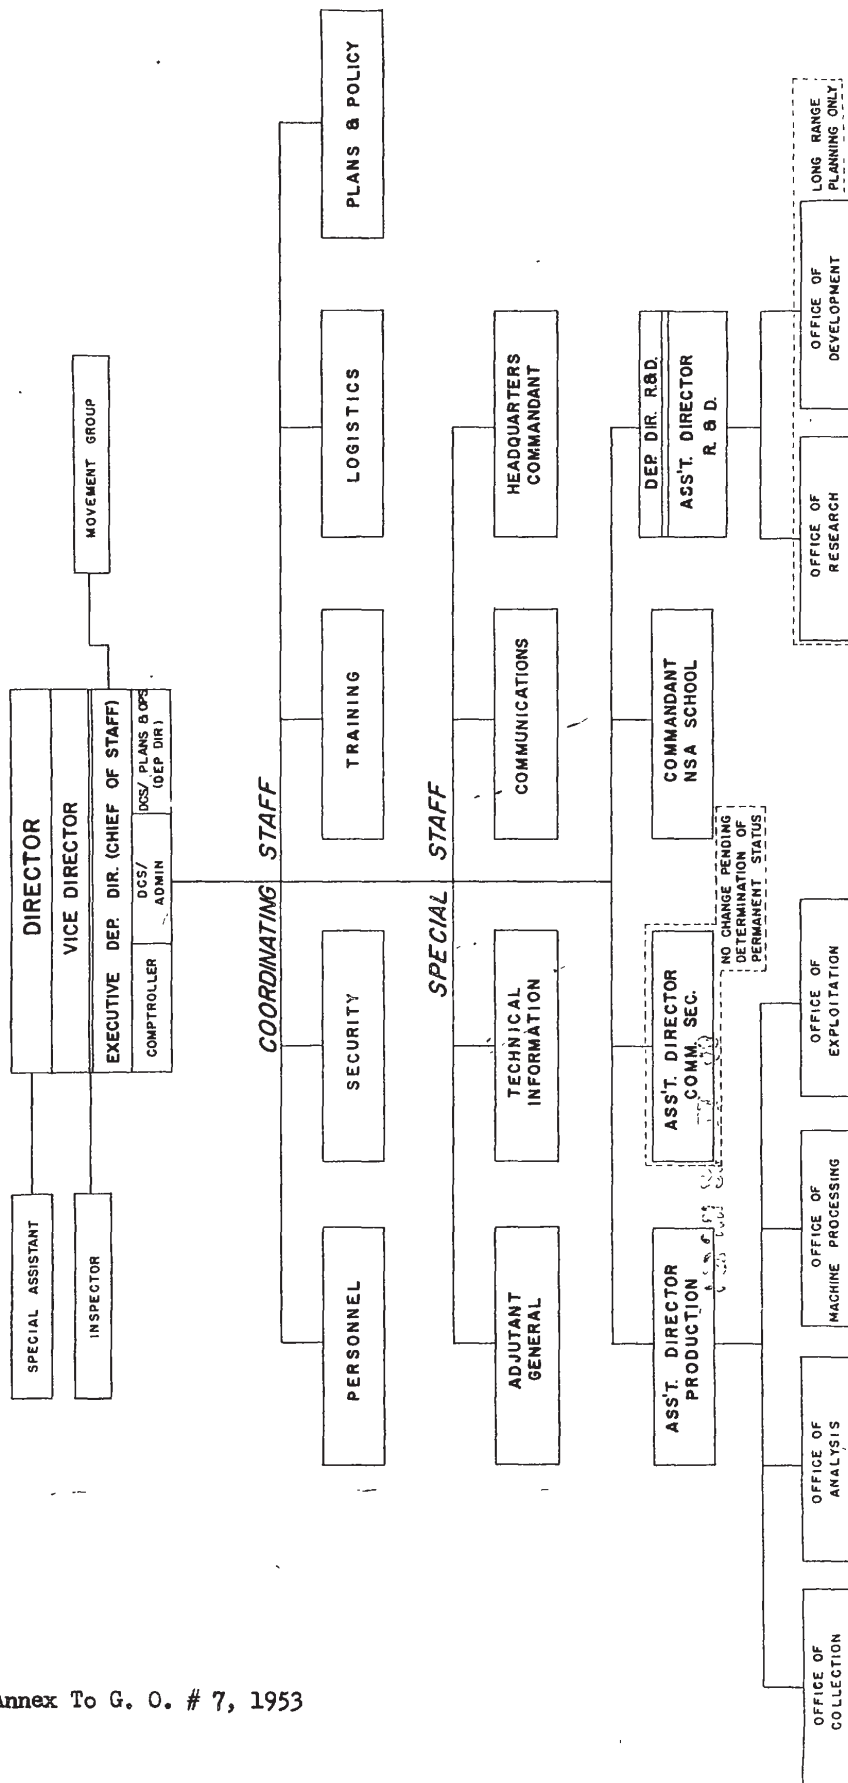 SPECIAL ASSISTANT
INSPECTOR
DIRECTOR
VICE DIRECTOR
EXECUTIVE DEP. DIR. (CHIEF OF STAFF)
COMPTROLLER
DCS/
ADMIN
DCS/ PLANS & OPS
(DEP DIR)
MOVEMENT GROUP
COORDINATING STAFF
PERSONNEL
SECURITY
TRAINING
LOGISTICS
PLANS & POLICY
SPECIAL STAFF
ADJUTANT
GENERAL
TECHNICAL
INFORMATION
COMMUNICATIONS
HEADQUARTERS
COMMANDANT
ASS'T. DIRECTOR
PRODUCTION
ASS'T. DIRECTOR
COMM. SEC.
NO CHANGE PENDING
DETERMINATION OF
PERMANENT STATUS
COMMANDANT
NSA SCHOOL
DEP. DIR. R.&D.
ASS'T. DIRECTOR
R. & D.
OFFICE OF
COLLECTION
OFFICE OF
ANALYSIS
OFFICE OF
MACHINE PROCESSING
OFFICE OF
EXPLOITATION
OFFICE OF
RESEARCH
OFFICE OF
DEVELOPMENT
LONG RANGE
PLANNING ONLY
Annex To G. O. # 7, 1953